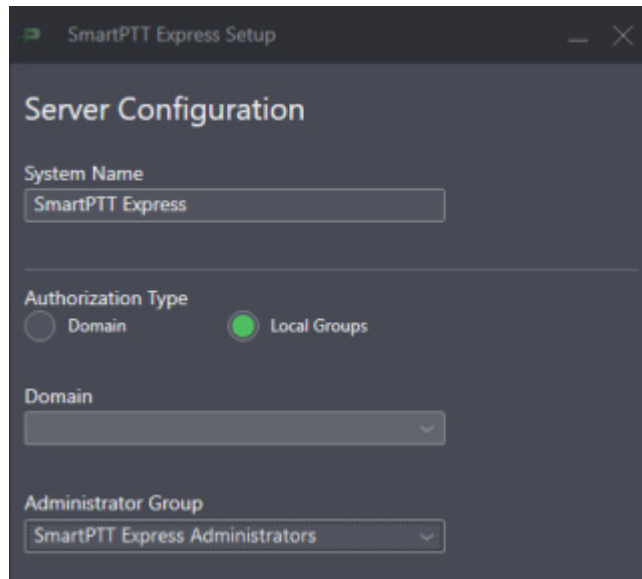 SmartPTT Express Setup
Server Configuration
System Name
SmartPTT Express
Authorization Type
Domain Local Groups
Domain
Administrator Group
SmartPTT Express Administrators